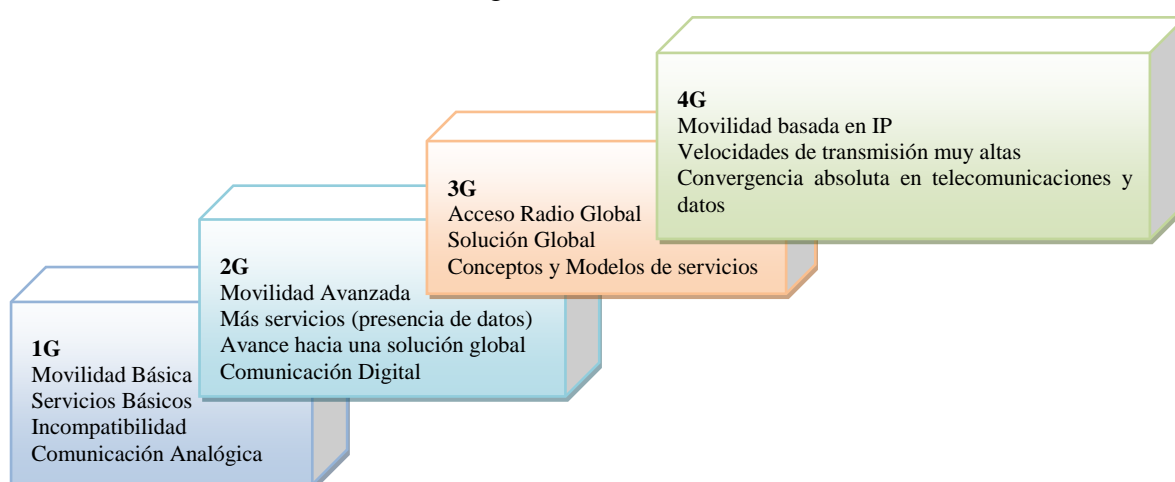 1G
Movilidad Básica
Servicios Básicos
Incompatibilidad
Comunicación Analógica
2G
Movilidad Avanzada
Más servicios (presencia de datos)
Avance hacia una solución global
Comunicación Digital
3G
Acceso Radio Global
Solución Global
Conceptos y Modelos de servicios
4G
Movilidad basada en IP
Velocidades de transmisión muy altas
Convergencia absoluta en telecomunicaciones y
datos